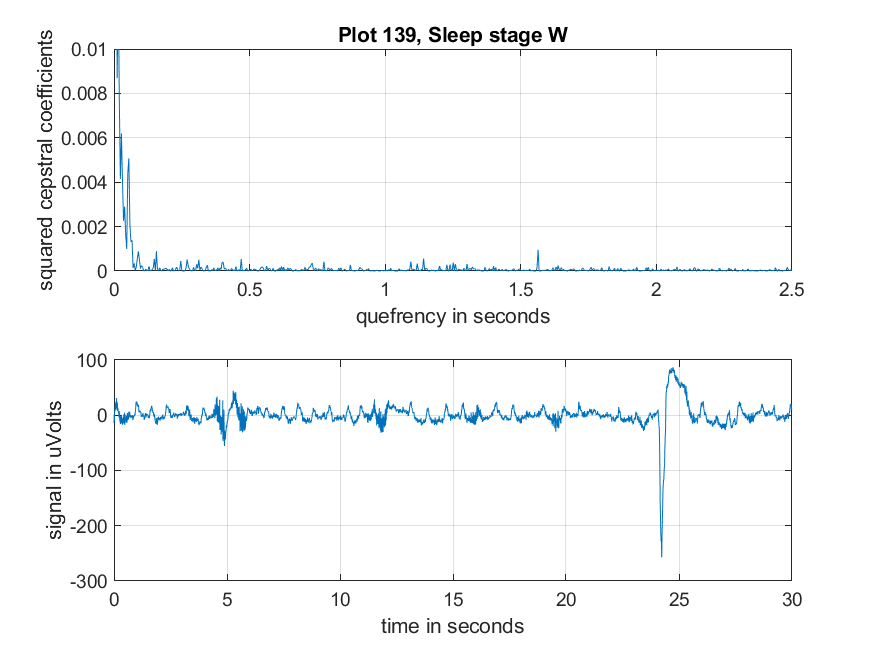 Plot 139, Sleep stage W
squared cepstral coefficients
0.01
0.008
0.006
0.004
0.002
0
0 0.5 1 1.5 2 2.5
quefrency in seconds
signal in uVolts
100
0
-100
-200
-300
0 5 10 15 20 25 30
time in seconds